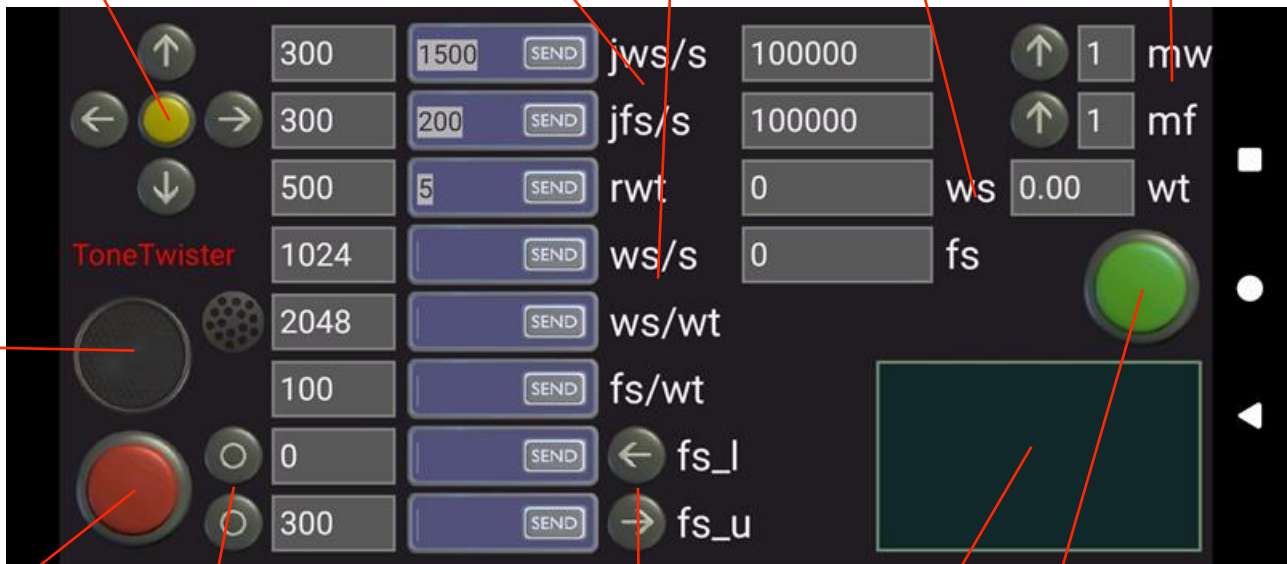 300 1500 SEND jws/s 100000 1 mw
300 200 SEND jfs/s 100000 1 mf
500 5 SEND rwt 0 ws 0.00 wt
ToneTwister 1024 SEND ws/s 0 fs
2048 SEND ws/wt
100 SEND fs/wt
0 SEND fs_l
300 SEND fs_u